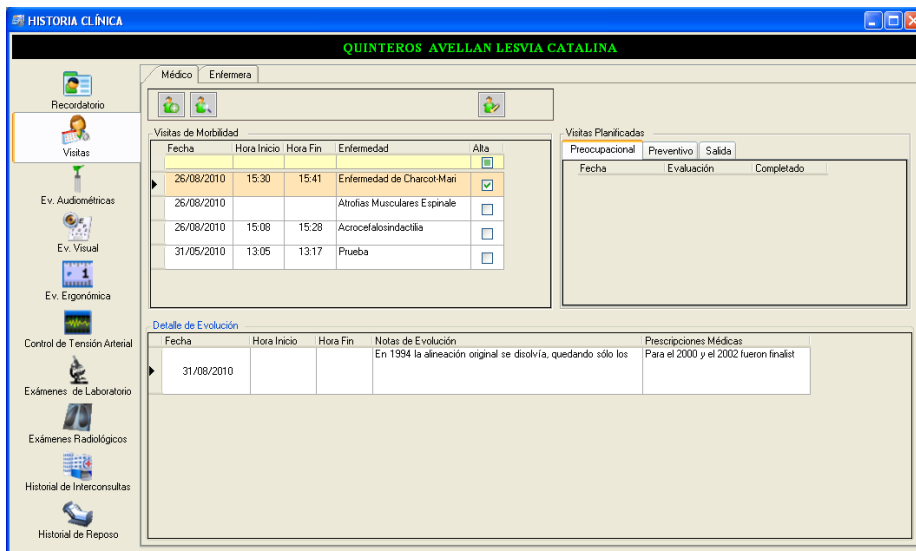 HISTORIA CLÍNICA
QUINTEROS AVELLAN LESVIA CATALINA
Recordatorio
Visitas
Ev. Audiométricas
Ev. Visual
Ev. Ergonómica
Control de Tensión Arterial
Exámenes de Laboratorio
Exámenes Radiológicos
Historial de Interconsultas
Historial de Reposo
Médico Enfermera
Visitas de Morbilidad
Fecha Hora Inicio Hora Fin Enfermedad Alta
26/08/2010 15:30 15:41 Enfermedad de Charcot-Mari
26/08/2010 Atrofias Musculares Espinale
26/08/2010 15:08 15:28 Acrocefalosindactilia
31/05/2010 13:05 13:17 Prueba
Visitas Planificadas
Preocupacional Preventivo Salida
Fecha Evaluación Completado
Detalle de Evolución
Fecha Hora Inicio Hora Fin Notas de Evolución Prescripciones Médicas
31/08/2010 En 1994 la alineación original se disolvía, quedando sólo los Para el 2000 y el 2002 fueron finalist